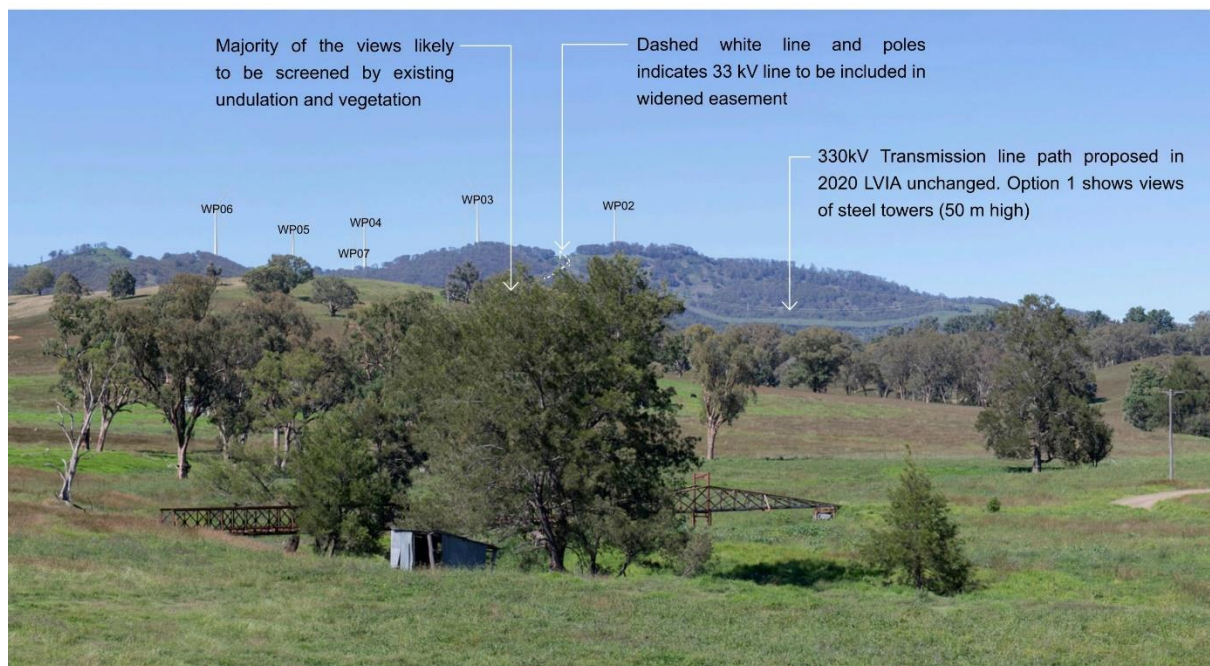 Majority of the views likely
to be screened by existing
undulation and vegetation
Dashed white line and poles
indicates 33 kV line to be included in
widened easement
330kV Transmission line path proposed in
2020 LVIA unchanged. Option 1 shows views
of steel towers (50 m high)
WP06
WP05
WP04
WP07
WP03
WP02